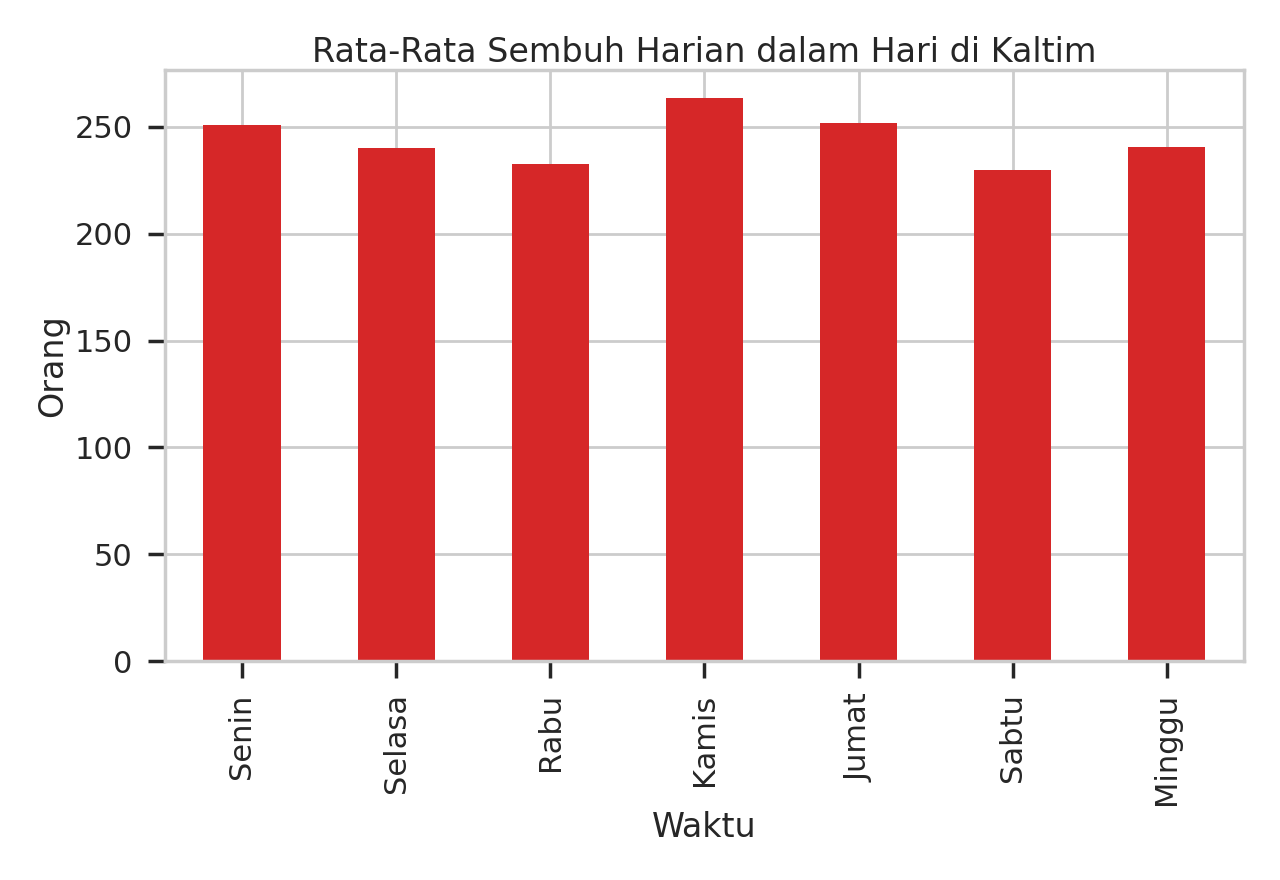 Rata-Rata Sembuh Harian dalam Hari di Kaltim
Orang
250
200
150
100
50
0
Senin
Selasa
Rabu
Kamis
Jumat
Sabtu
Minggu
Waktu